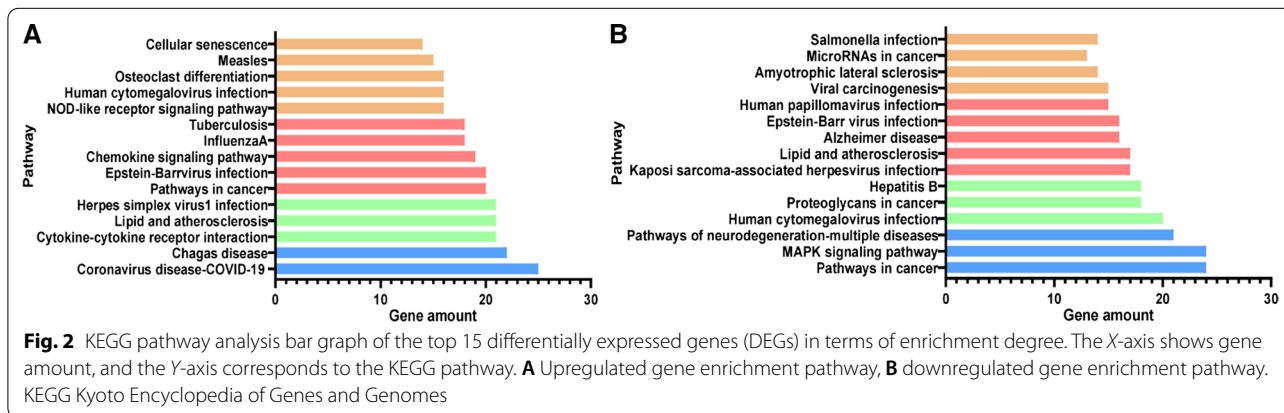 A
Cellular senescence
Measles
Osteoclast differentiation
Human cytomegalovirus infection
NOD-like receptor signaling pathway
Tuberculosis
InfluenzaA
Chemokine signaling pathway
Epstein-Barrvirus infection
Pathways in cancer
Herpes simplex virus1 infection
Lipid and atherosclerosis
Cytokine-cytokine receptor interaction
Chagas disease
Coronavirus disease-COVID-19
Pathway
0 10 20 30
Gene amount
B
Salmonella infection
MicroRNAs in cancer
Amyotrophic lateral sclerosis
Viral carcinogenesis
Human papillomavirus infection
Epstein-Barr virus infection
Alzheimer disease
Lipid and atherosclerosis
Kaposi sarcoma-associated herpesvirus infection
Hepatitis B
Proteoglycans in cancer
Human cytomegalovirus infection
Pathways of neurodegeneration-multiple diseases
MAPK signaling pathway
Pathways in cancer
Pathway
0 10 20 30
Gene amount
Fig. 2 KEGG pathway analysis bar graph of the top 15 differentially expressed genes (DEGs) in terms of enrichment degree. The X-axis shows gene
amount, and the Y-axis corresponds to the KEGG pathway. A Upregulated gene enrichment pathway, B downregulated gene enrichment pathway.
KEGG Kyoto Encyclopedia of Genes and Genomes